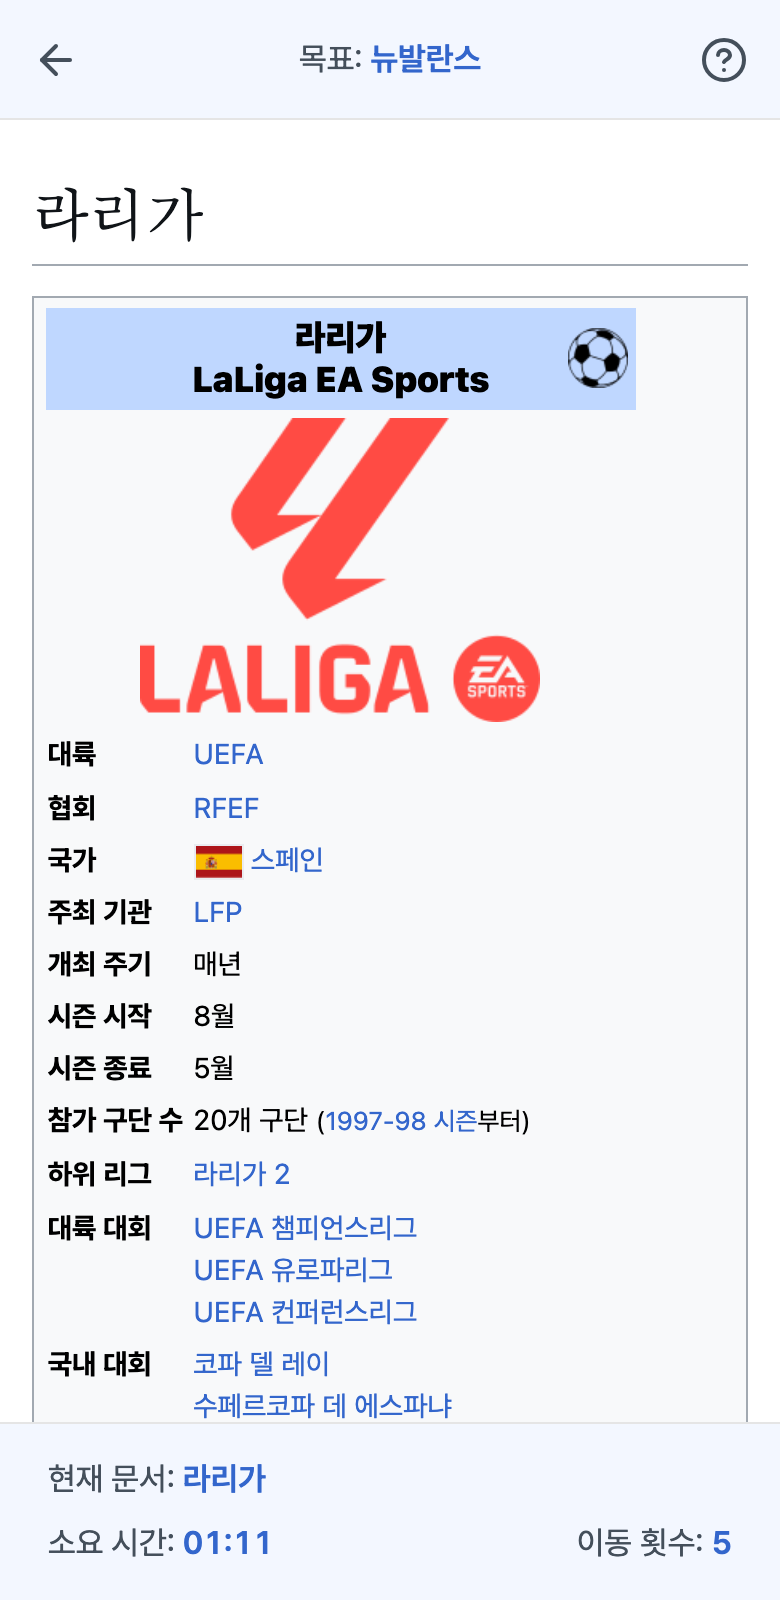 목표: 뉴발란스
라리가
라리가
LaLiga EA Sports
LALIGA EA SPORTS
대륙 UEFA
협회 RFEF
국가 스페인
주최 기관 LFP
개최 주기 매년
시즌 시작 8월
시즌 종료 5월
참가 구단 수 20개 구단 (1997-98 시즌부터)
하위 리그 라리가 2
대륙 대회 UEFA 챔피언스리그
UEFA 유로파리그
UEFA 컨퍼런스리그
국내 대회 코파 델 레이
수페르코파 데 에스파냐
현재 문서: 라리가
소요 시간: 01:11 이동 횟수: 5